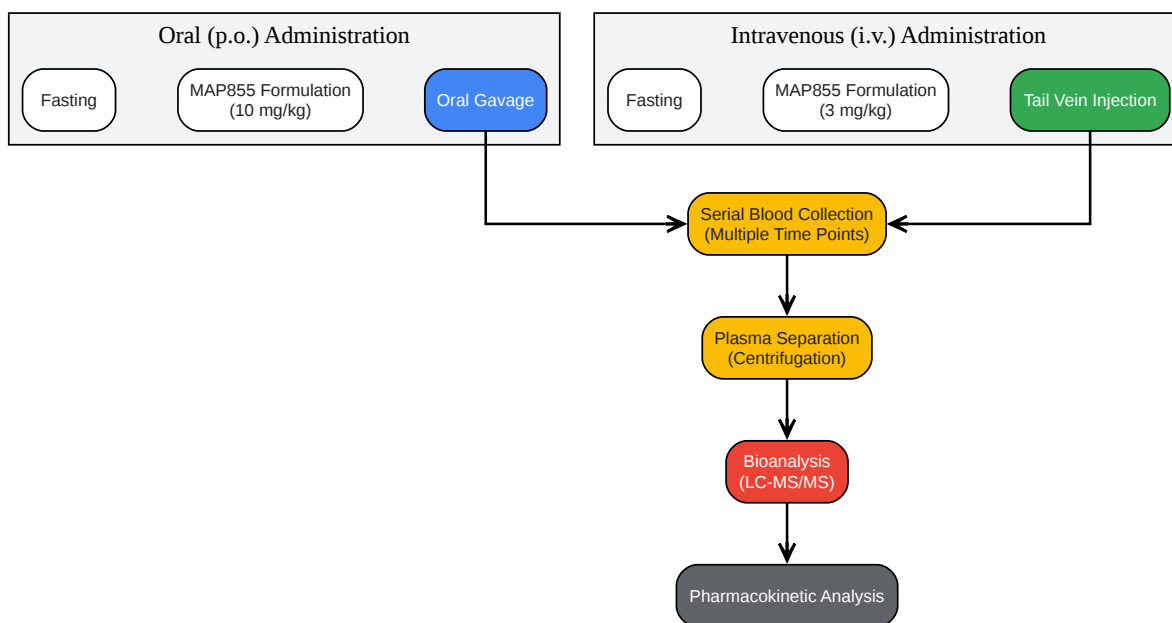 Oral (p.o.) Administration
Fasting
MAP855 Formulation
(10 mg/kg)
Oral Gavage
Intravenous (i.v.) Administration
Fasting
MAP855 Formulation
(3 mg/kg)
Tail Vein Injection
Serial Blood Collection
(Multiple Time Points)
Plasma Separation
(Centrifugation)
Bioanalysis
(LC-MS/MS)
Pharmacokinetic Analysis